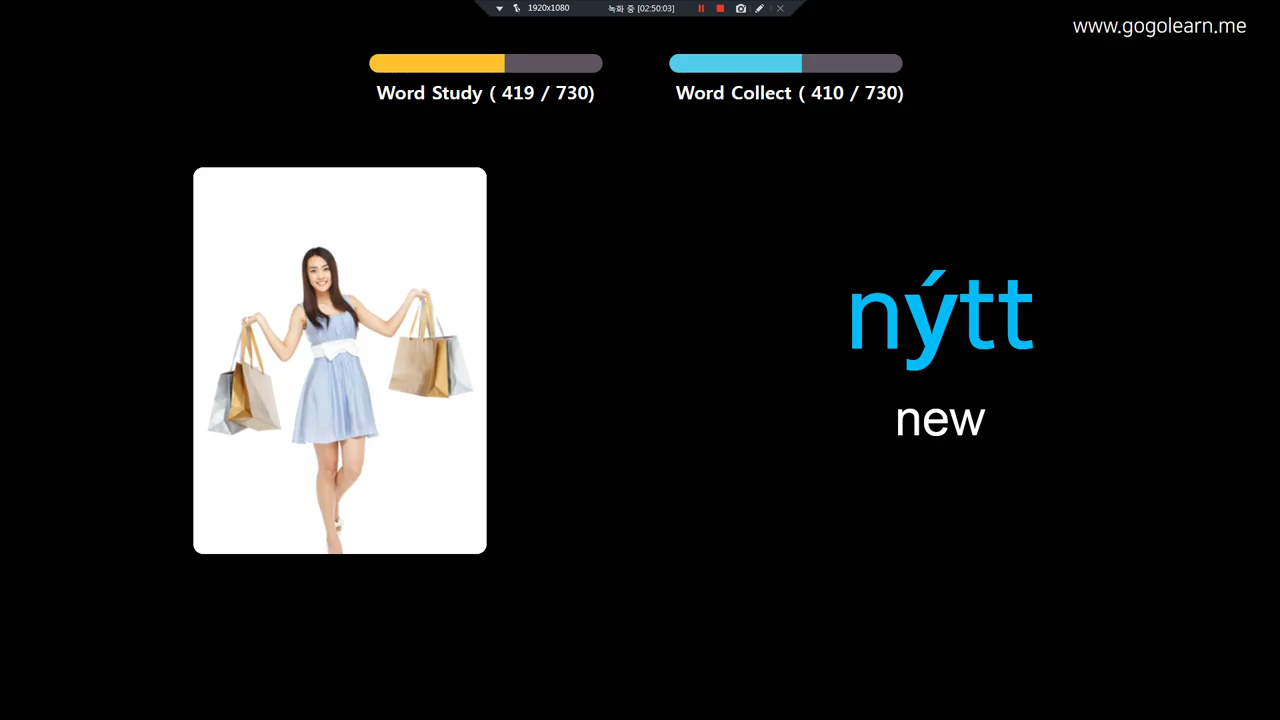 1920x1080 녹화 중 [02:50:03]
www.gogolearn.me
Word Study ( 419 / 730)
Word Collect ( 410 / 730)
nýtt
new